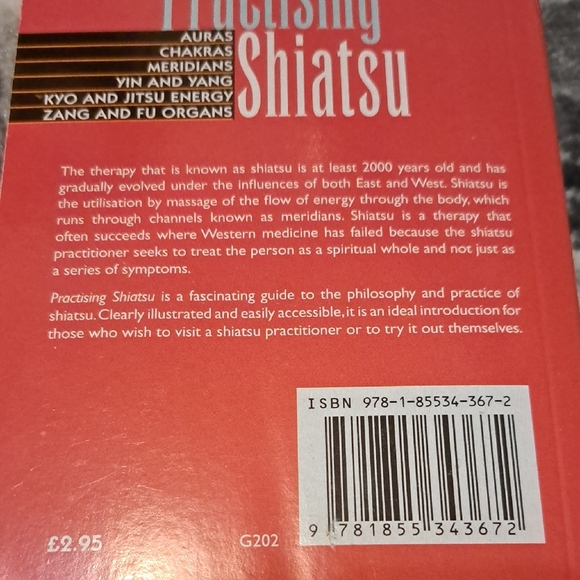 Practising
Shiatsu
AURAS
CHAKRAS
MERIDIANS
YIN AND YANG
KYO AND JITSU ENERGY
ZANG AND FU ORGANS
The therapy that is known as shiatsu is at least 2000 years old and has
gradually evolved under the influences of both East and West. Shiatsu is
the utilisation by massage of the flow of energy through the body, which
runs through channels known as meridians. Shiatsu is a therapy that
often succeeds where Western medicine has failed because the shiatsu
practitioner seeks to treat the person as a spiritual whole and not just as
a series of symptoms.
Practising Shiatsu is a fascinating guide to the philosophy and practice of
shiatsu. Clearly illustrated and easily accessible, it is an ideal introduction for
those who wish to visit a shiatsu practitioner or to try it out themselves.
ISBN 978-1-85534-367-2
9 781855 343672
£2.95
G202